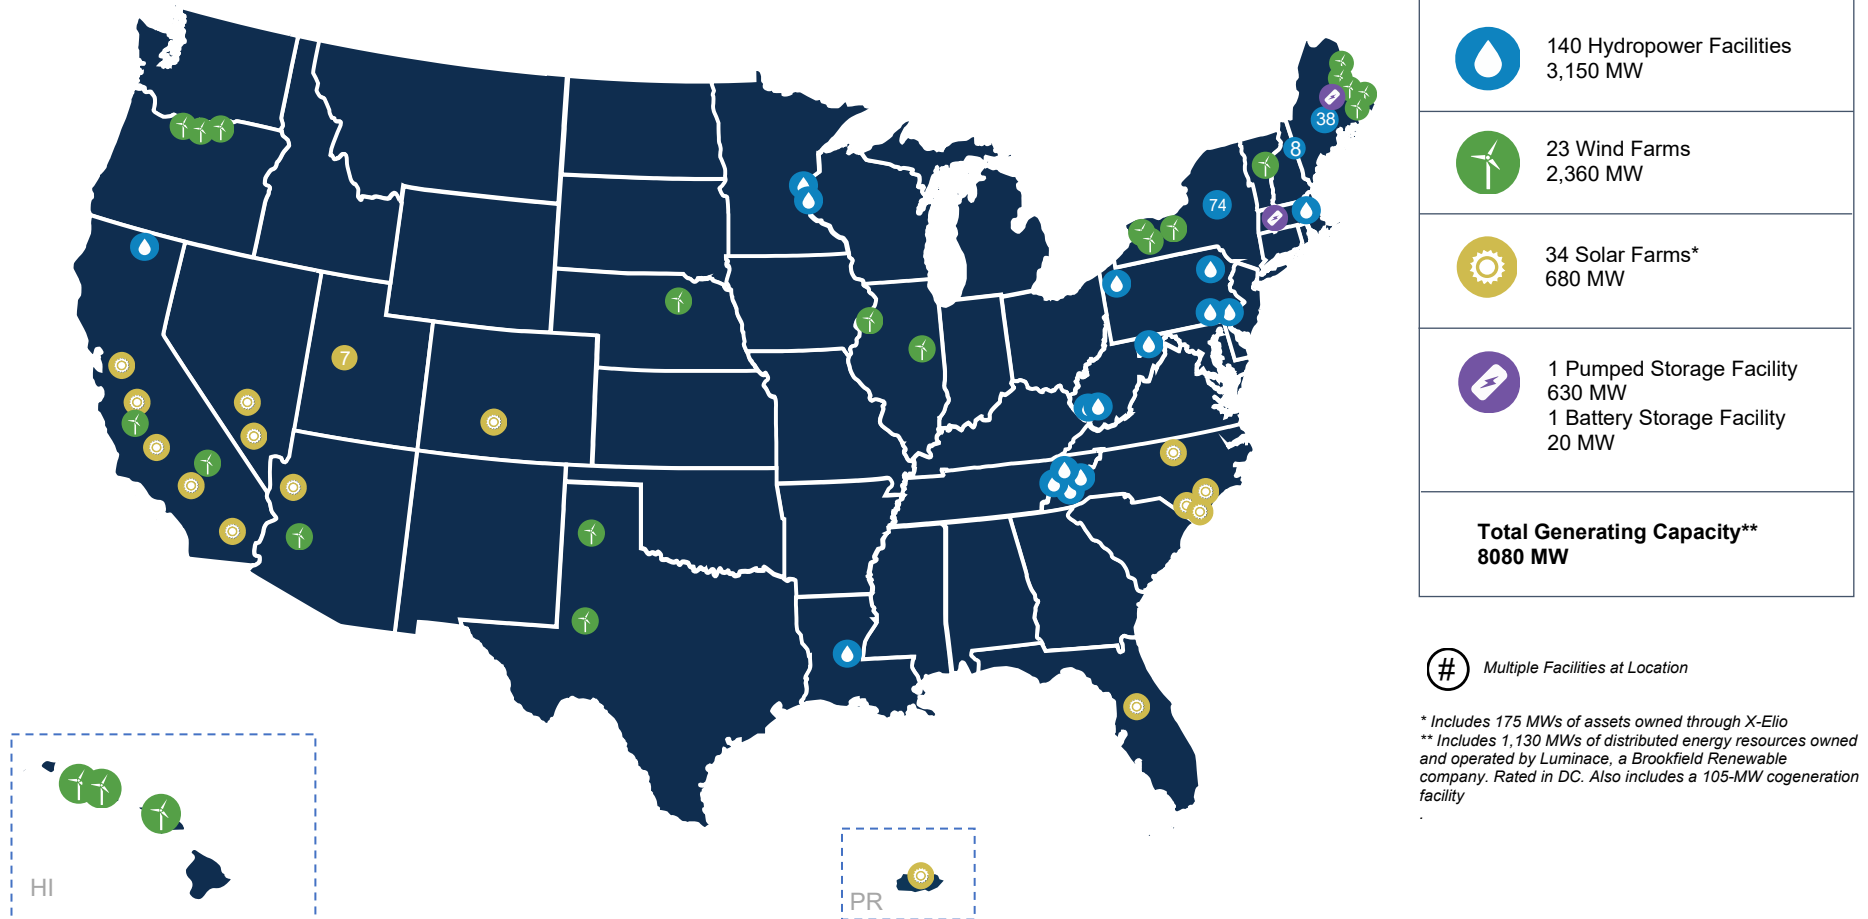 140 Hydropower Facilities
3,150 MW
23 Wind Farms
2,360 MW
34 Solar Farms*
680 MW
1 Pumped Storage Facility
630 MW
1 Battery Storage Facility
20 MW
Total Generating Capacity**
8080 MW
# Multiple Facilities at Location
* Includes 175 MWs of assets owned through X-Elio
** Includes 1,130 MWs of distributed energy resources owned
and operated by Luminace, a Brookfield Renewable
company. Rated in DC. Also includes a 105-MW cogeneration
facility
.
38
8
74
7
HI
PR